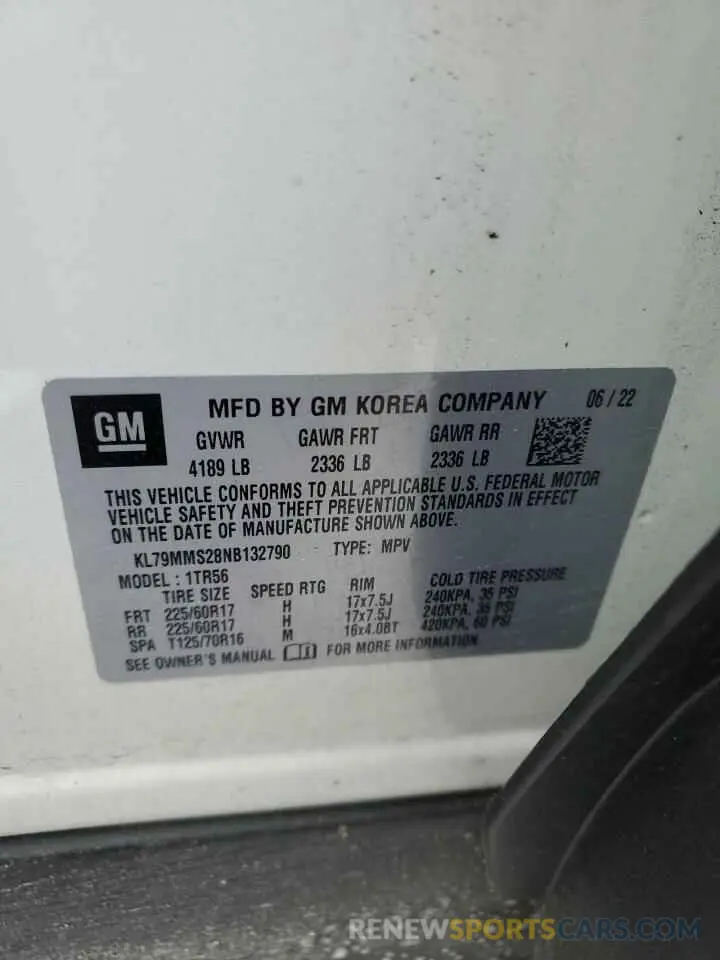 GM
MFD BY GM KOREA COMPANY 06 / 22
GVWR GAWR FRT GAWR RR
4189 LB 2336 LB 2336 LB
THIS VEHICLE CONFORMS TO ALL APPLICABLE U.S. FEDERAL MOTOR
VEHICLE SAFETY AND THEFT PREVENTION STANDARDS IN EFFECT
ON THE DATE OF MANUFACTURE SHOWN ABOVE.
KL79MMS28NB132790 TYPE: MPV
MODEL : 1TR56
TIRE SIZE SPEED RTG RIM COLD TIRE PRESSURE
FRT 225/60R17 H 17x7.5J 240KPA, 35 PSI
RR 225/60R17 H 17x7.5J 240KPA, 35 PSI
SPA T125/70R16 M 16x4.0BT 420KPA, 60 PSI
SEE OWNER'S MANUAL FOR MORE INFORMATION
RENEWSPORTSCARS.COM